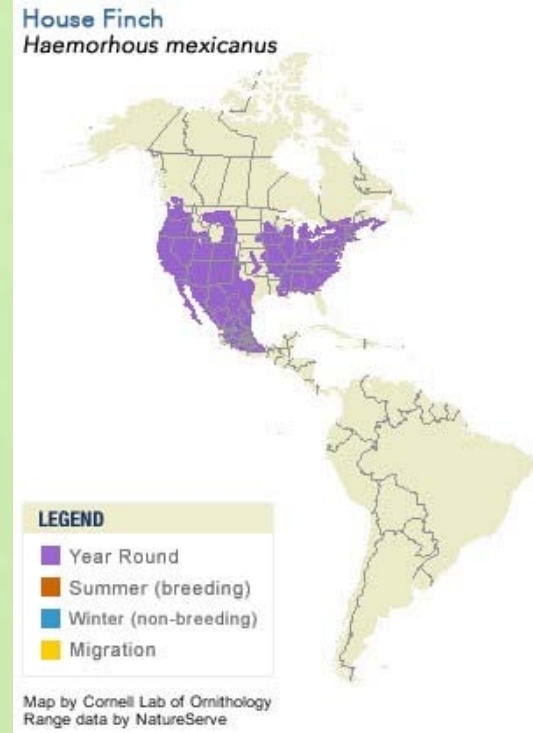 House Finch
Haemorhous mexicanus
LEGEND
Year Round
Summer (breeding)
Winter (non-breeding)
Migration
Map by Cornell Lab of Ornithology
Range data by NatureServe